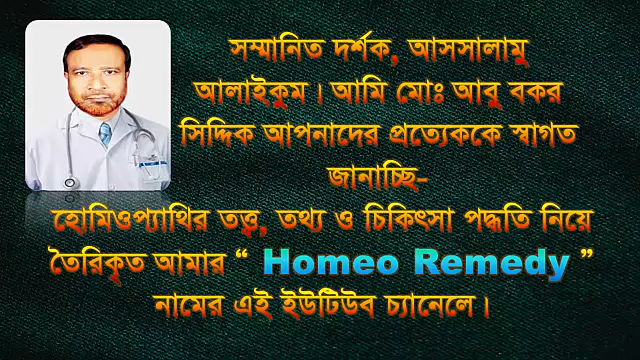 সম্মানিত দর্শক, আসসালামু
আলাইকুম। আমি মোঃ আবু বকর
সিদ্দিক আপনাদের প্রত্যেককে স্বাগত
জানাচ্ছি-
হোমিওপ্যাথির তত্ত্ব, তথ্য ও চিকিৎসা পদ্ধতি নিয়ে
তৈরিকৃত আমার “ Homeo Remedy ”
নামের এই ইউটিউব চ্যানেলে।